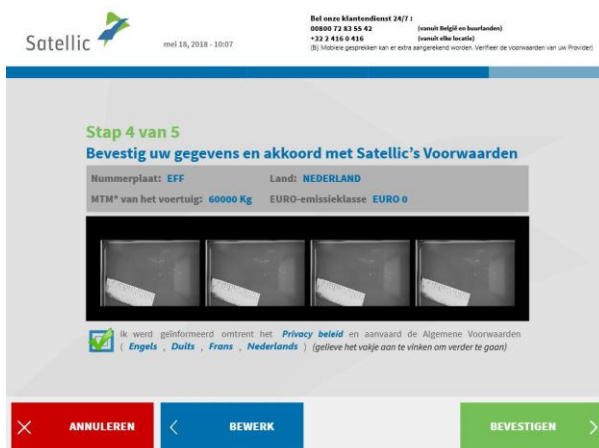 Satellic
mei 18, 2018 - 10:07
Bel onze klantendienst 24/7 :
00800 72 83 55 42 (vanuit België en buurlanden)
+32 2 416 0 416 (vanuit elke locatie)
(Bij Mobiele gesprekken kan er extra aangerekend worden. Verifieer de voorwaarden van uw Provider)
Stap 4 van 5
Bevestig uw gegevens en akkoord met Satellic's Voorwaarden
Nummerplaat: EFF Land: NEDERLAND
MTM* van het voertuig: 60000 Kg EURO-emissieklasse EURO 0
Ik werd geïnformeerd omtrent het Privacy beleid en aanvaard de Algemene Voorwaarden
( Engels , Duits , Frans , Nederlands ) (gelieve het vakje aan te vinken om verder te gaan)
ANNULEREN
BEWERK
BEVESTIGEN